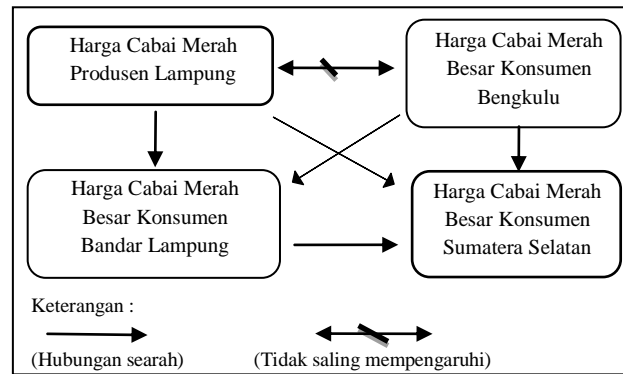 Harga Cabai Merah
Produsen Lampung
Harga Cabai Merah
Besar Konsumen
Bengkulu
Harga Cabai Merah
Besar Konsumen
Bandar Lampung
Harga Cabai Merah
Besar Konsumen
Sumatera Selatan
Keterangan :
(Hubungan searah)
(Tidak saling mempengaruhi)